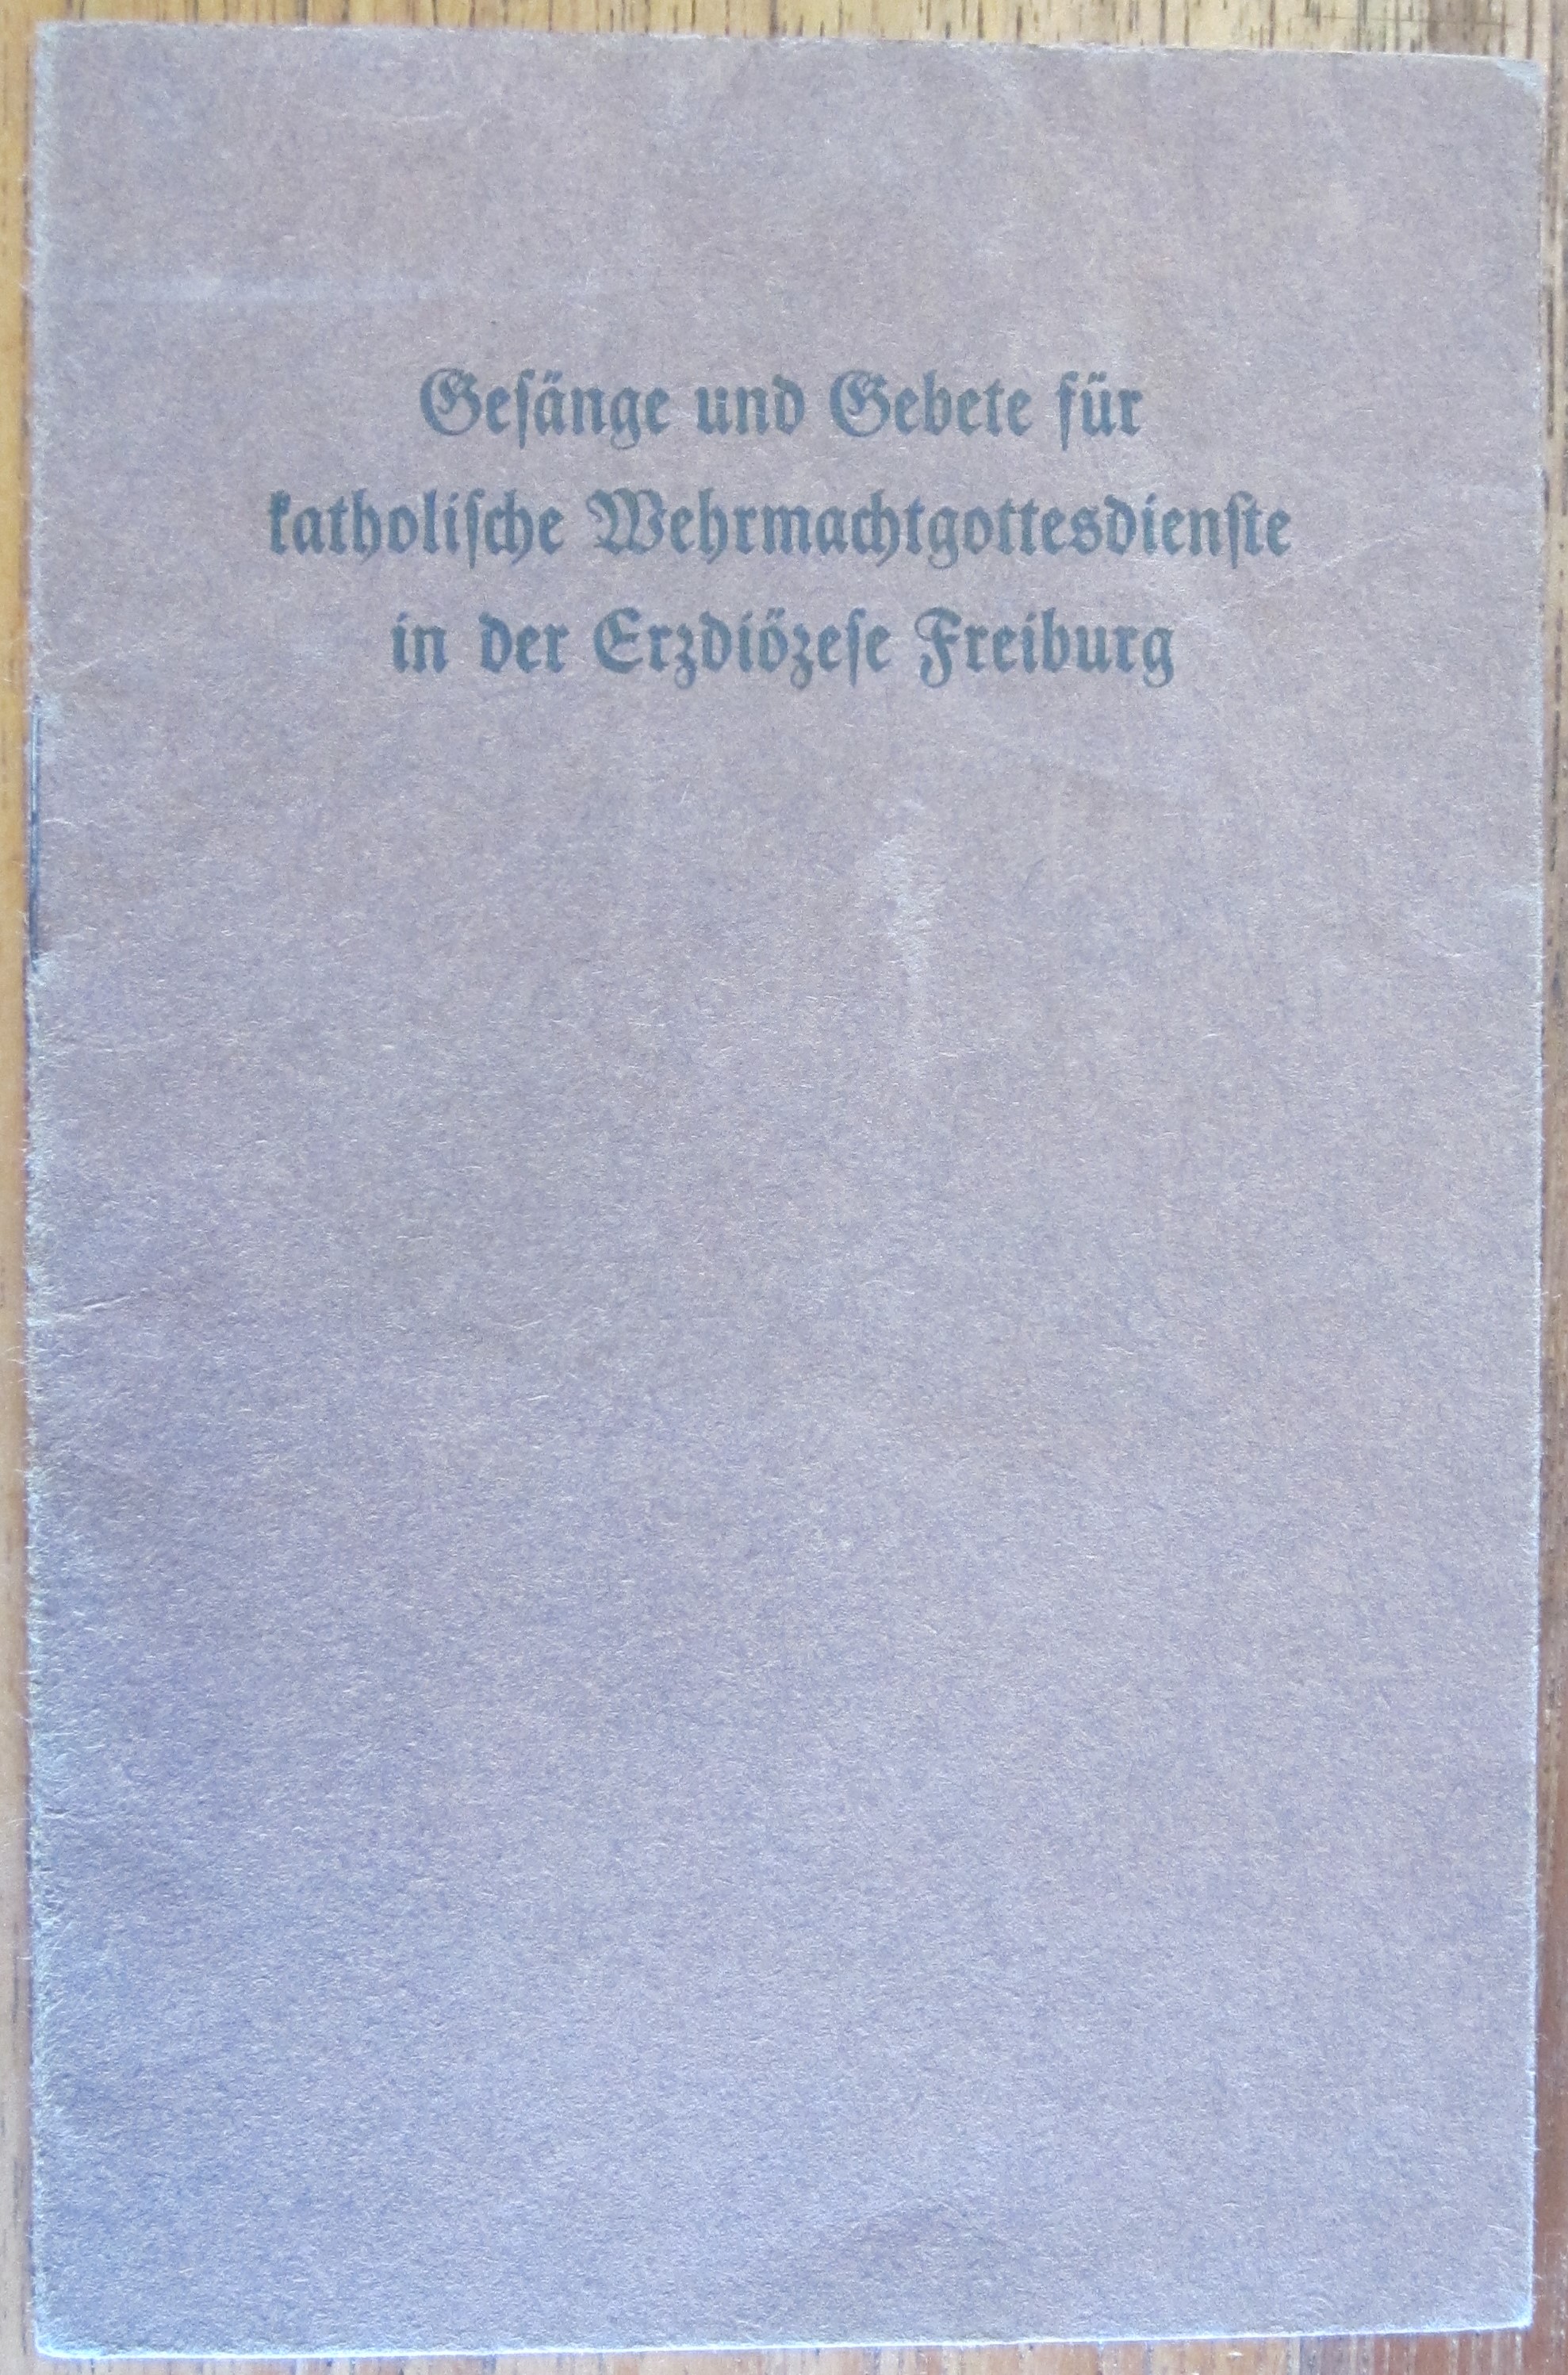 Gesänge und Gebete für
katholische Wehrmachtgottesdienste
in der Erzdiözese Freiburg